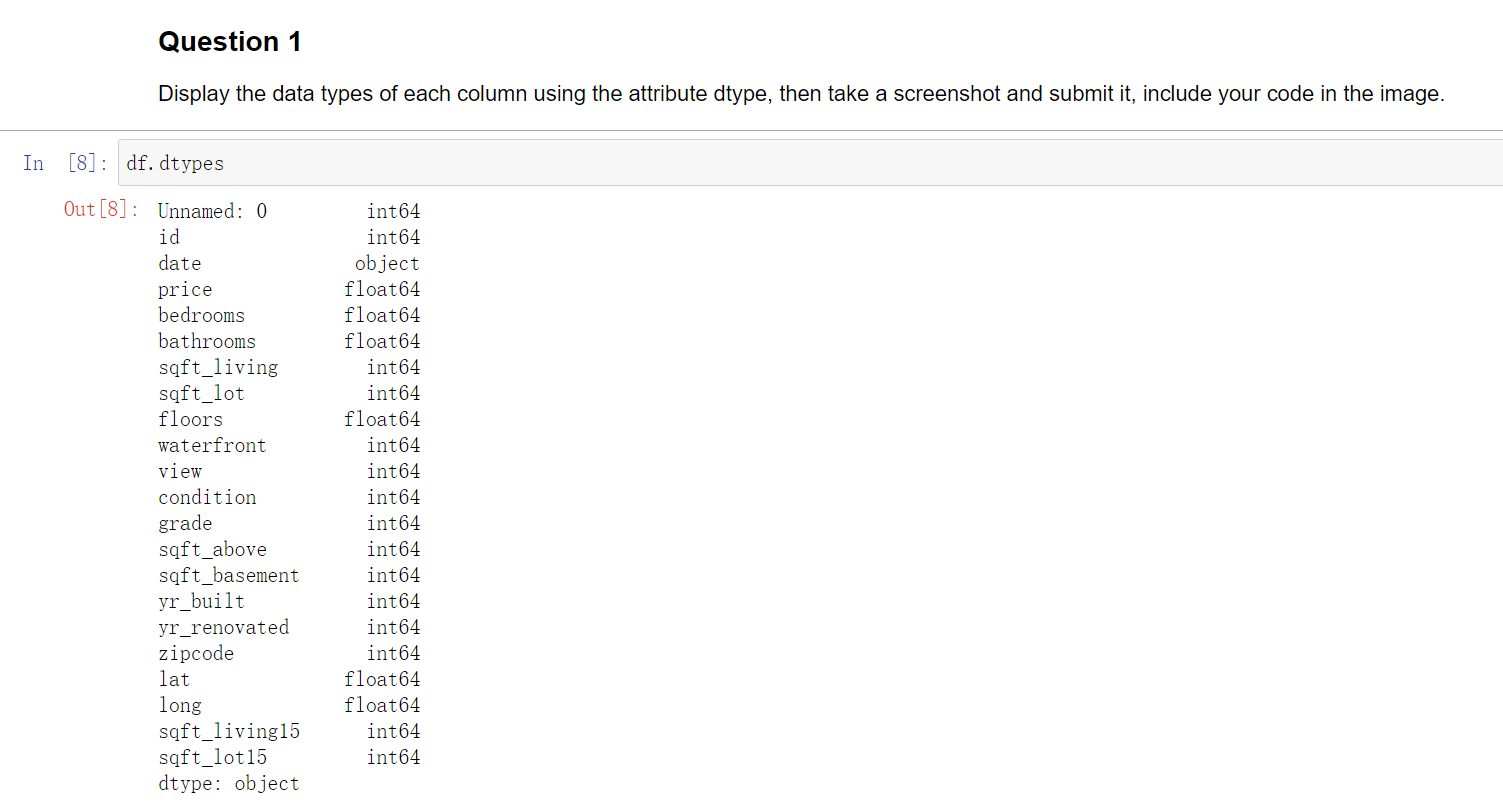 Question 1
Display the data types of each column using the attribute dtype, then take a screenshot and submit it, include your code in the image.
In [8]: df.dtypes
Out[8]: Unnamed: 0 int64
id int64
date object
price float64
bedrooms float64
bathrooms float64
sqft_living int64
sqft_lot int64
floors float64
waterfront int64
view int64
condition int64
grade int64
sqft_above int64
sqft_basement int64
yr_built int64
yr_renovated int64
zipcode int64
lat float64
long float64
sqft_living15 int64
sqft_lot15 int64
dtype: object